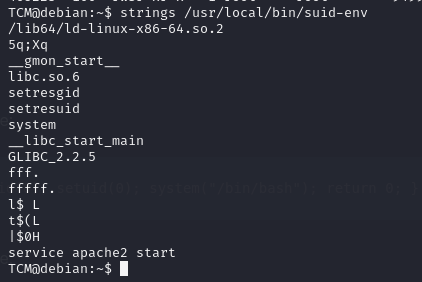 TCM@debian:~$ strings /usr/local/bin/suid-env
/lib64/ld-linux-x86-64.so.2
5q;Xq
__gmon_start__
libc.so.6
setresgid
setresuid
system
__libc_start_main
GLIBC_2.2.5
fff.
fffff.
l$ L
t$(L
|$0H
service apache2 start
TCM@debian:~$